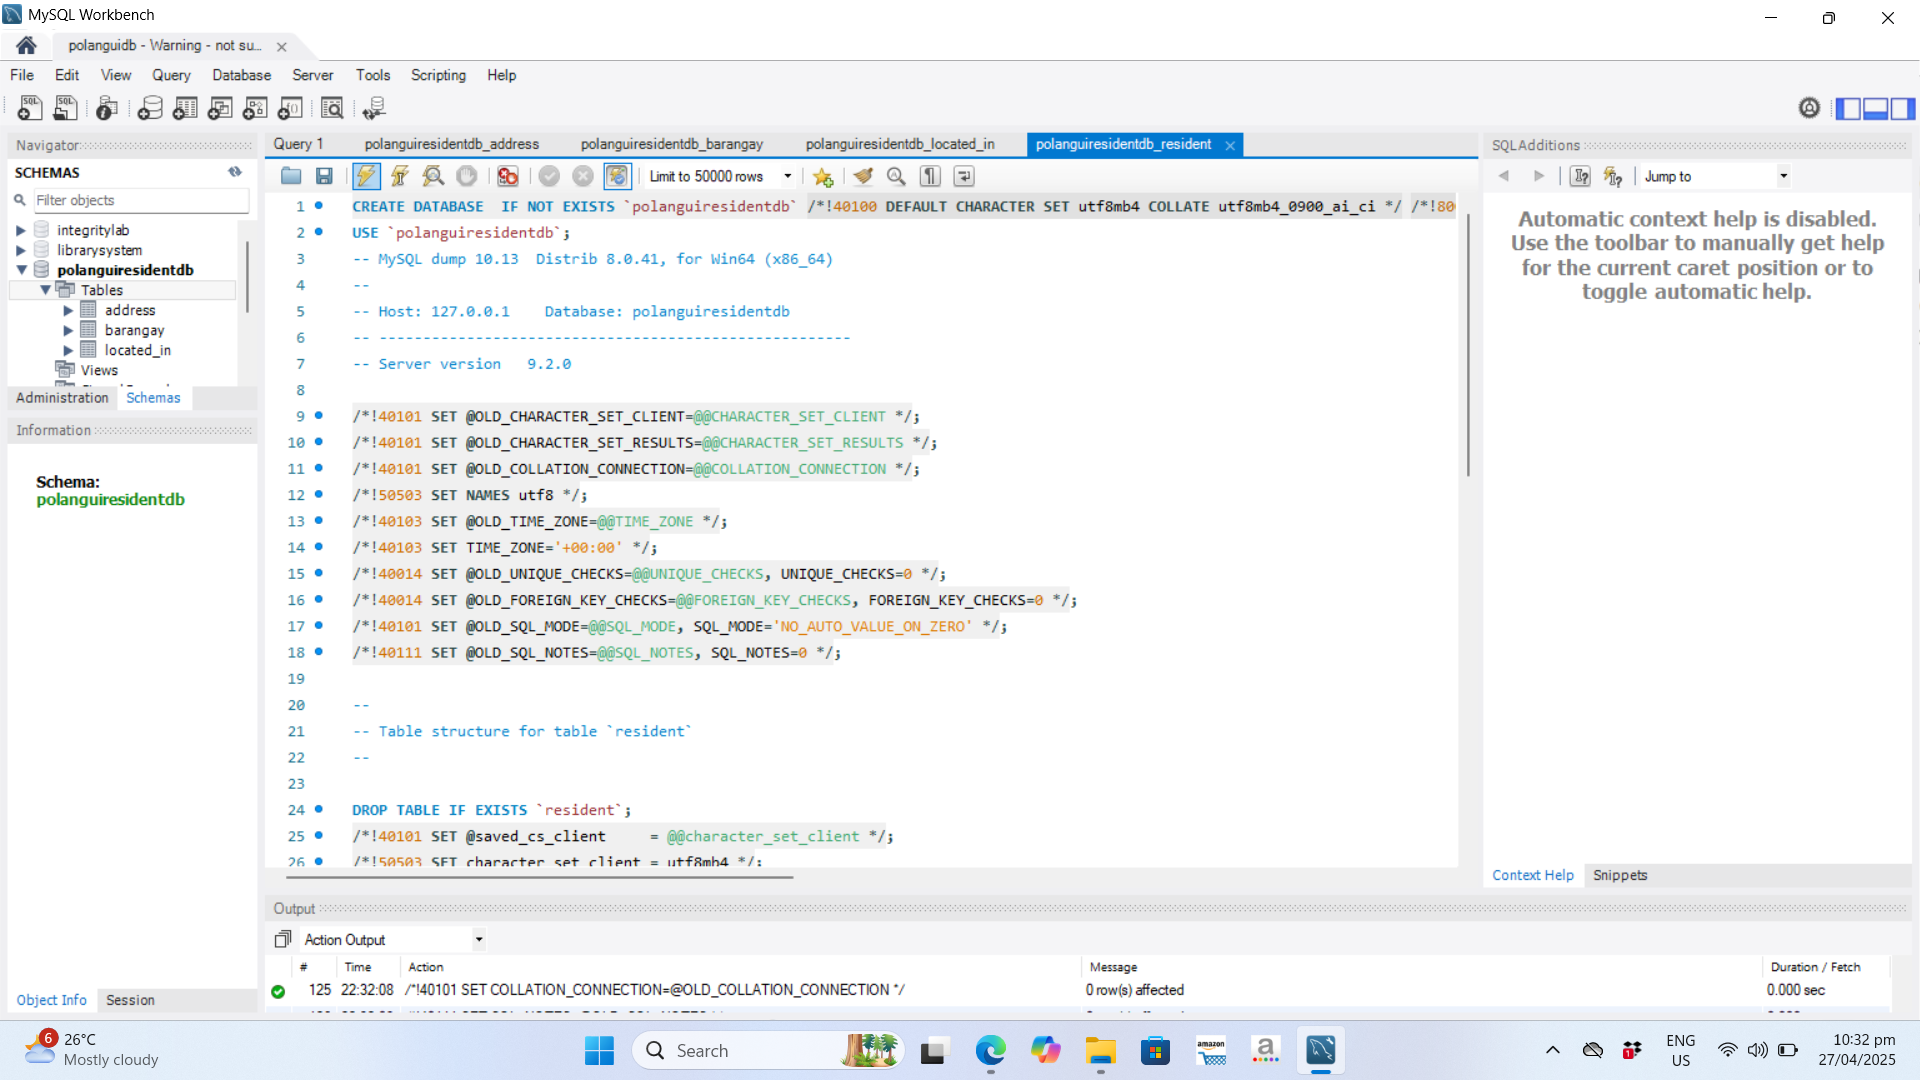 MySQL Workbench
polanguidb - Warning - not su...
File Edit View Query Database Server Tools Scripting Help
Navigator
SCHEMAS
Filter objects
integritylab
librarysystem
polanguiresidentdb
Tables
address
barangay
located_in
Views
Administration Schemas
Information
Schema:
polanguiresidentdb
Object Info Session
Query 1 polanguiresidentdb_address polanguiresidentdb_barangay polanguiresidentdb_located_in polanguiresidentdb_resident
Limit to 50000 rows
1 CREATE DATABASE  IF NOT EXISTS `polanguiresidentdb` /*!40100 DEFAULT CHARACTER SET utf8mb4 COLLATE utf8mb4_0900_ai_ci */ /*!80
2 USE `polanguiresidentdb`;
3 -- MySQL dump 10.13  Distrib 8.0.41, for Win64 (x86_64)
4 --
5 -- Host: 127.0.0.1    Database: polanguiresidentdb
6 -- ------------------------------------------------------
7 -- Server version	9.2.0
8
9 /*!40101 SET @OLD_CHARACTER_SET_CLIENT=@@CHARACTER_SET_CLIENT */;
10 /*!40101 SET @OLD_CHARACTER_SET_RESULTS=@@CHARACTER_SET_RESULTS */;
11 /*!40101 SET @OLD_COLLATION_CONNECTION=@@COLLATION_CONNECTION */;
12 /*!50503 SET NAMES utf8 */;
13 /*!40103 SET @OLD_TIME_ZONE=@@TIME_ZONE */;
14 /*!40103 SET TIME_ZONE='+00:00' */;
15 /*!40014 SET @OLD_UNIQUE_CHECKS=@@UNIQUE_CHECKS, UNIQUE_CHECKS=0 */;
16 /*!40014 SET @OLD_FOREIGN_KEY_CHECKS=@@FOREIGN_KEY_CHECKS, FOREIGN_KEY_CHECKS=0 */;
17 /*!40101 SET @OLD_SQL_MODE=@@SQL_MODE, SQL_MODE='NO_AUTO_VALUE_ON_ZERO' */;
18 /*!40111 SET @OLD_SQL_NOTES=@@SQL_NOTES, SQL_NOTES=0 */;
19
20 --
21 -- Table structure for table `resident`
22 --
23
24 DROP TABLE IF EXISTS `resident`;
25 /*!40101 SET @saved_cs_client     = @@character_set_client */;
26 /*!50503 SET character_set_client = utf8mb4 */;
SQLAdditions
Jump to
Automatic context help is disabled.
Use the toolbar to manually get help
for the current caret position or to
toggle automatic help.
Context Help Snippets
Output
Action Output
# Time Action Message Duration / Fetch
125 22:32:08 /*!40101 SET COLLATION_CONNECTION=@OLD_COLLATION_CONNECTION */ 0 row(s) affected 0.000 sec
6 26°C
Mostly cloudy
Search
amazon
a
1
ENG
US
10:32 pm
27/04/2025